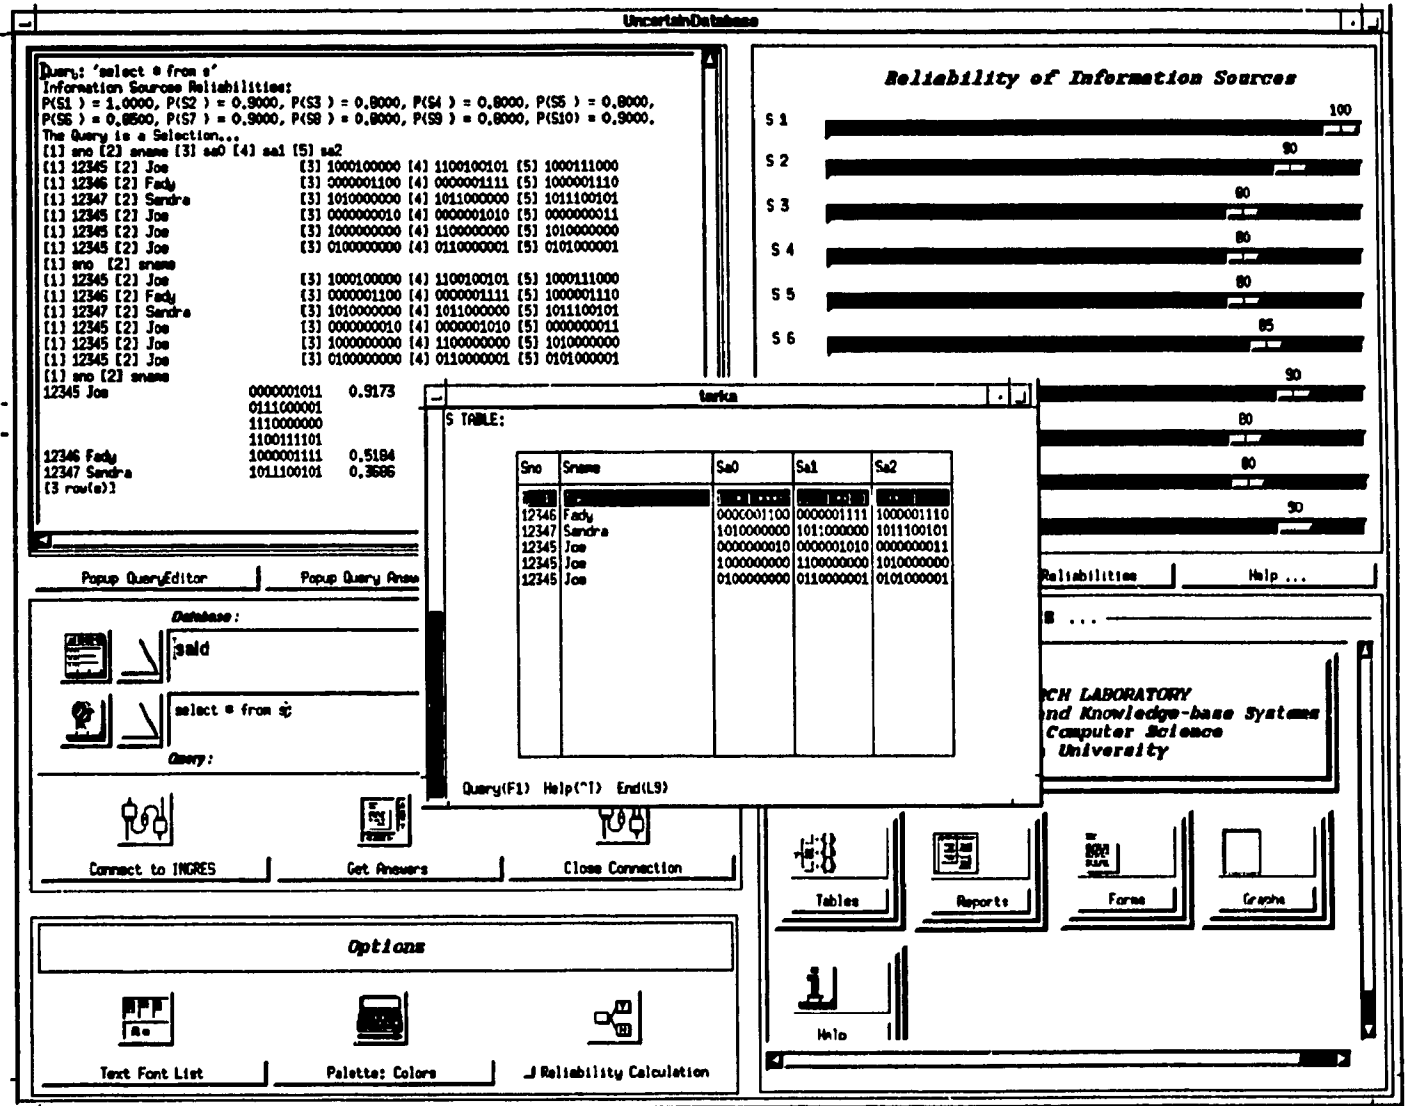 UncertainDatabase
Query: 'select * from s'
Information Sources Reliabilities:
P(S1 ) = 1.0000, P(S2 ) = 0.9000, P(S3 ) = 0.8000, P(S4 ) = 0.8000, P(S5 ) = 0.8000,
P(S6 ) = 0.8500, P(S7 ) = 0.9000, P(S8 ) = 0.8000, P(S9 ) = 0.8000, P(S10) = 0.9000,
The Query is a Selection...
[1] sno [2] sname [3] sa0 [4] sa1 [5] sa2
[1] 12345 [2] Joe [3] 1000100000 [4] 1100100101 [5] 1000111000
[1] 12346 [2] Fady [3] 0000001100 [4] 0000001111 [5] 1000001110
[1] 12347 [2] Sandra [3] 1010000000 [4] 1011000000 [5] 1011100101
[1] 12345 [2] Joe [3] 0000000010 [4] 0000001010 [5] 0000000011
[1] 12345 [2] Joe [3] 1000000000 [4] 1100000000 [5] 1010000000
[1] 12345 [2] Joe [3] 0100000000 [4] 0110000001 [5] 0101000001
[1] sno [2] sname
[1] 12345 [2] Joe [3] 1000100000 [4] 1100100101 [5] 1000111000
[1] 12346 [2] Fady [3] 0000001100 [4] 0000001111 [5] 1000001110
[1] 12347 [2] Sandra [3] 1010000000 [4] 1011000000 [5] 1011100101
[1] 12345 [2] Joe [3] 0000000010 [4] 0000001010 [5] 0000000011
[1] 12345 [2] Joe [3] 1000000000 [4] 1100000000 [5] 1010000000
[1] 12345 [2] Joe [3] 0100000000 [4] 0110000001 [5] 0101000001
[1] sno [2] sname
12345 Joe 0000001011 0.9173
0111000001
1110000000
1100111101
12346 Fady 1000001111 0.5184
12347 Sandra 1011100101 0.3686
[3 row(s)]
Reliability of Information Sources
100
S 1
90
S 2
80
S 3
80
S 4
80
S 5
85
S 6
90
80
80
90
terka
S TABLE:
Sno Sname Sa0 Sa1 Sa2
12346 Fady 0000001100 0000001111 1000001110
12347 Sandra 1010000000 1011000000 1011100101
12345 Joe 0000000010 0000001010 0000000011
12345 Joe 1000000000 1100000000 1010000000
12345 Joe 0100000000 0110000001 0101000001
Query(F1) Help(^T) End(L9)
Popup QueryEditor Popup Query Answ
Reliabilities Help ...
Database:
said
select * from s;
Query:
Connect to INGRES Get Answers Close Connection
s ...
RCH LABORATORY
and Knowledge-base Systems
Computer Science
University
Tables Reports Forms Graphs
Help
Options
Text Font List Palette: Colors Reliability Calculation